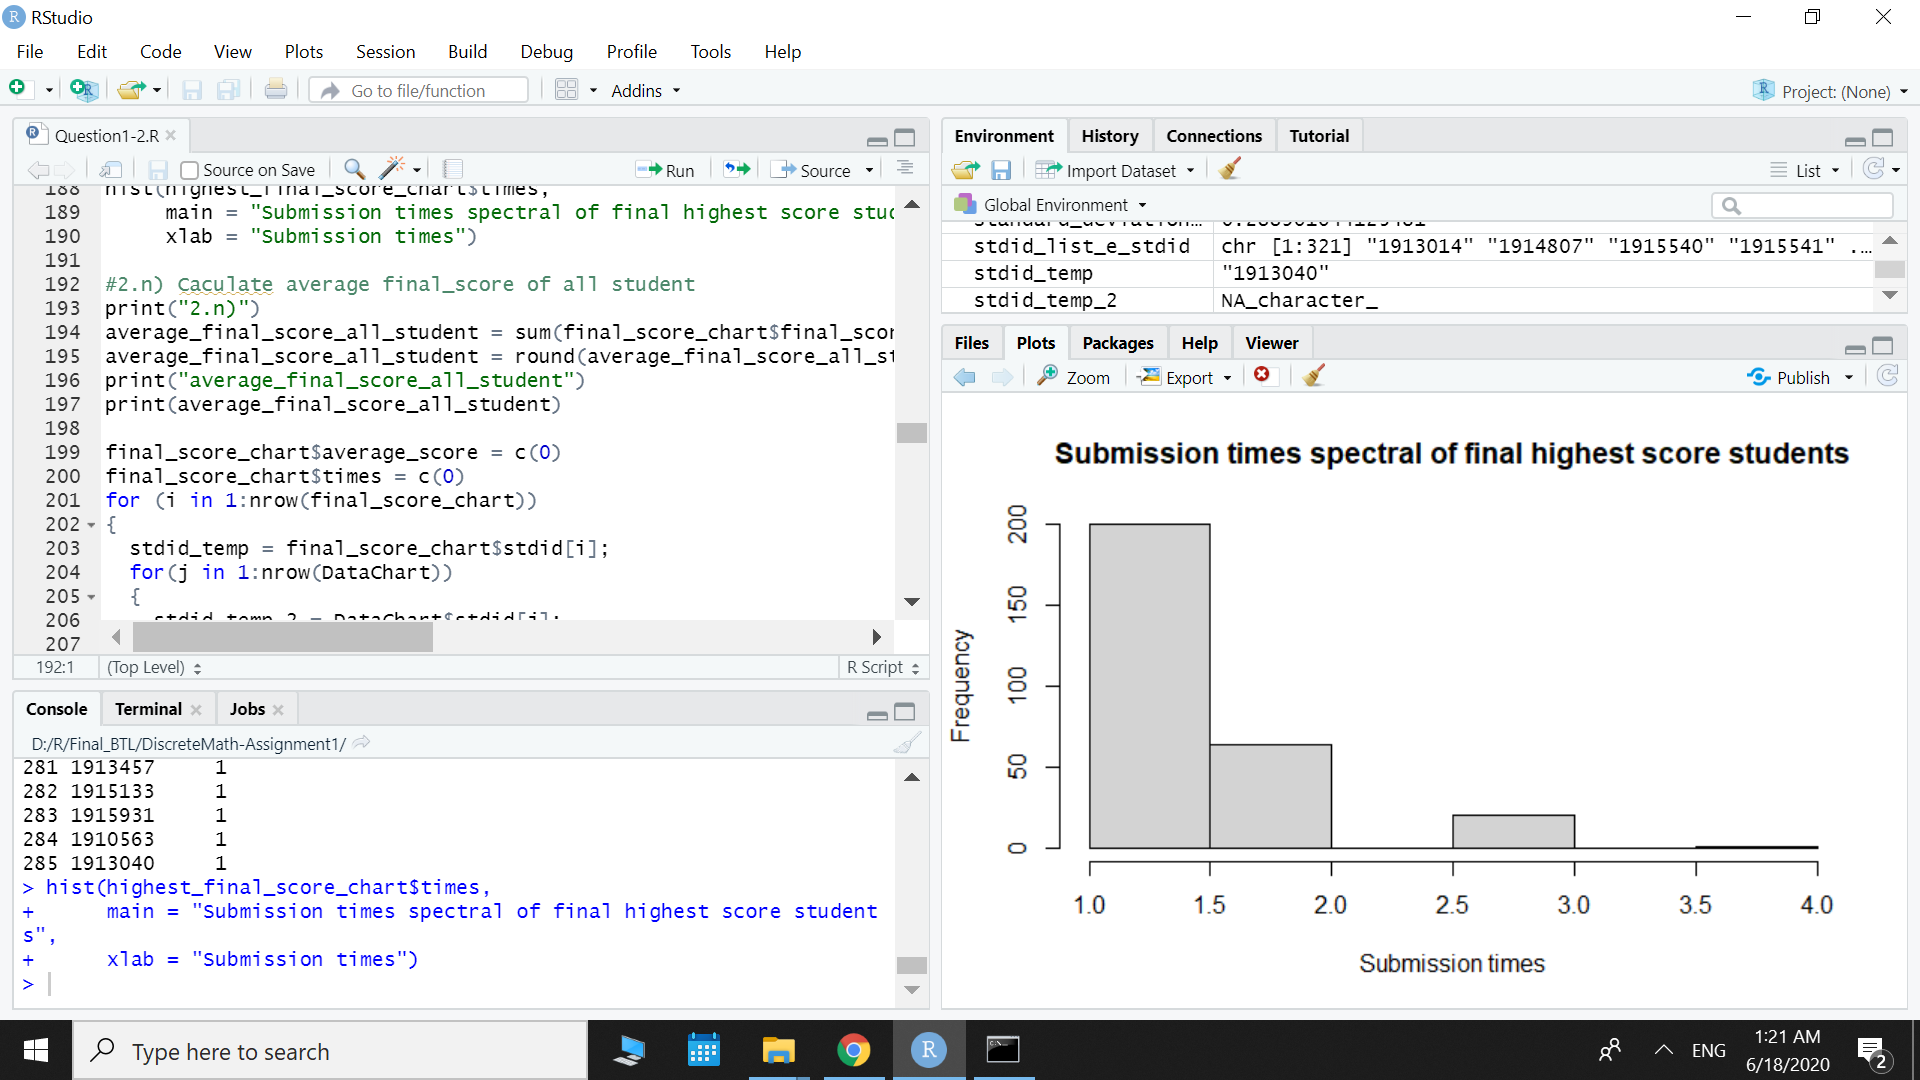 RStudio
File Edit Code View Plots Session Build Debug Profile Tools Help
Go to file/function Addins Project: (None)
Question1-2.R
Source on Save Run Source
188 hist(highest_final_score_chart$times,
189 main = "Submission times spectral of final highest score stu
190 xlab = "Submission times")
191
192 #2.n) Caculate average final_score of all student
193 print("2.n)")
194 average_final_score_all_student = sum(final_score_chart$final_scor
195 average_final_score_all_student = round(average_final_score_all_st
196 print("average_final_score_all_student")
197 print(average_final_score_all_student)
198
199 final_score_chart$average_score = c(0)
200 final_score_chart$times = c(0)
201 for (i in 1:nrow(final_score_chart))
202 {
203 stdid_temp = final_score_chart$stdid[i];
204 for(j in 1:nrow(DataChart))
205 {
206 stdid_temp_2 = DataChart$stdid[j];
207
192:1 (Top Level) R Script
Console Terminal Jobs
D:/R/Final_BTL/DiscreteMath-Assignment1/
281 1913457 1
282 1915133 1
283 1915931 1
284 1910563 1
285 1913040 1
> hist(highest_final_score_chart$times,
+ main = "Submission times spectral of final highest score student
s",
+ xlab = "Submission times")
>
Environment History Connections Tutorial
Import Dataset List
Global Environment
stdid_list_e_stdid chr [1:321] "1913014" "1914807" "1915540" "1915541" ...
stdid_temp "1913040"
stdid_temp_2 NA_character_
Files Plots Packages Help Viewer
Zoom Export Publish
Submission times spectral of final highest score students
Frequency
200
150
100
50
0
1.0 1.5 2.0 2.5 3.0 3.5 4.0
Submission times
Type here to search
ENG
1:21 AM
6/18/2020
2